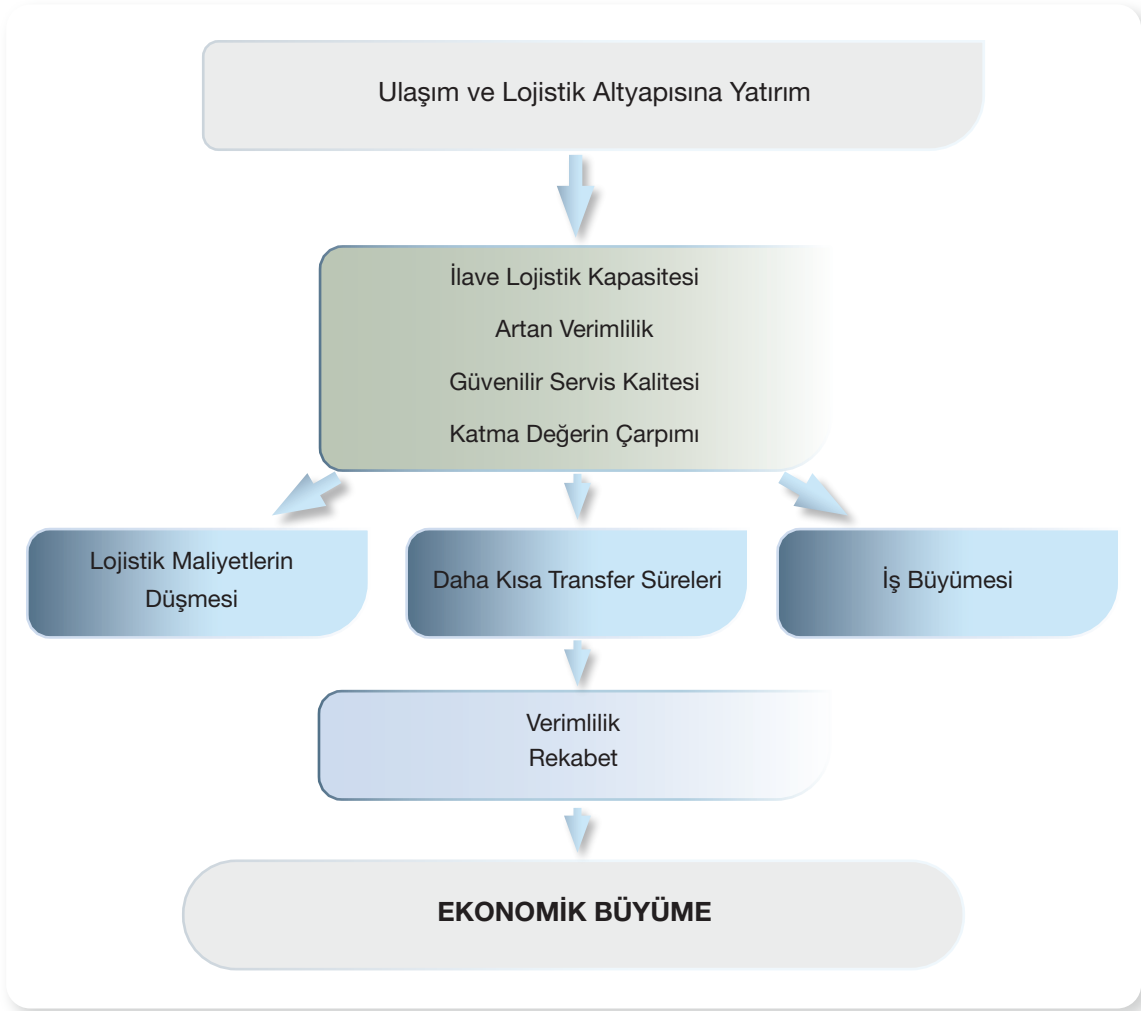 Ulaşım ve Lojistik Altyapısına Yatırım
İlave Lojistik Kapasitesi
Artan Verimlilik
Güvenilir Servis Kalitesi
Katma Değerin Çarpımı
Lojistik Maliyetlerin
Düşmesi
Daha Kısa Transfer Süreleri
İş Büyümesi
Verimlilik
Rekabet
EKONOMİK BÜYÜME